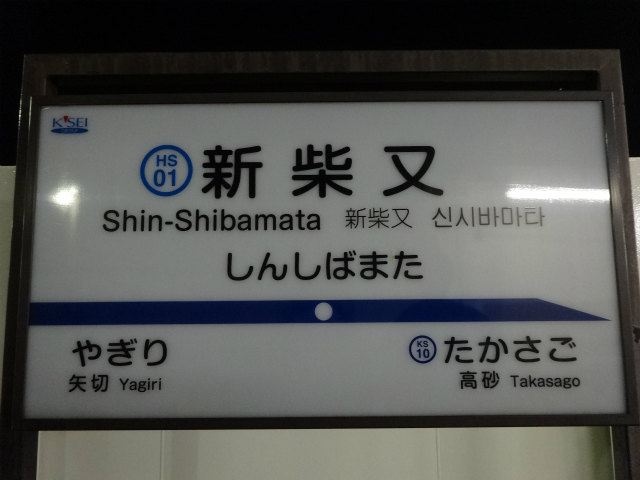 K'SEI
HS
01
新柴又
Shin-Shibamata 新柴又 신시바마타
しんしばまた
やぎり
矢切 Yagiri
KS
10
たかさご
高砂 Takasago